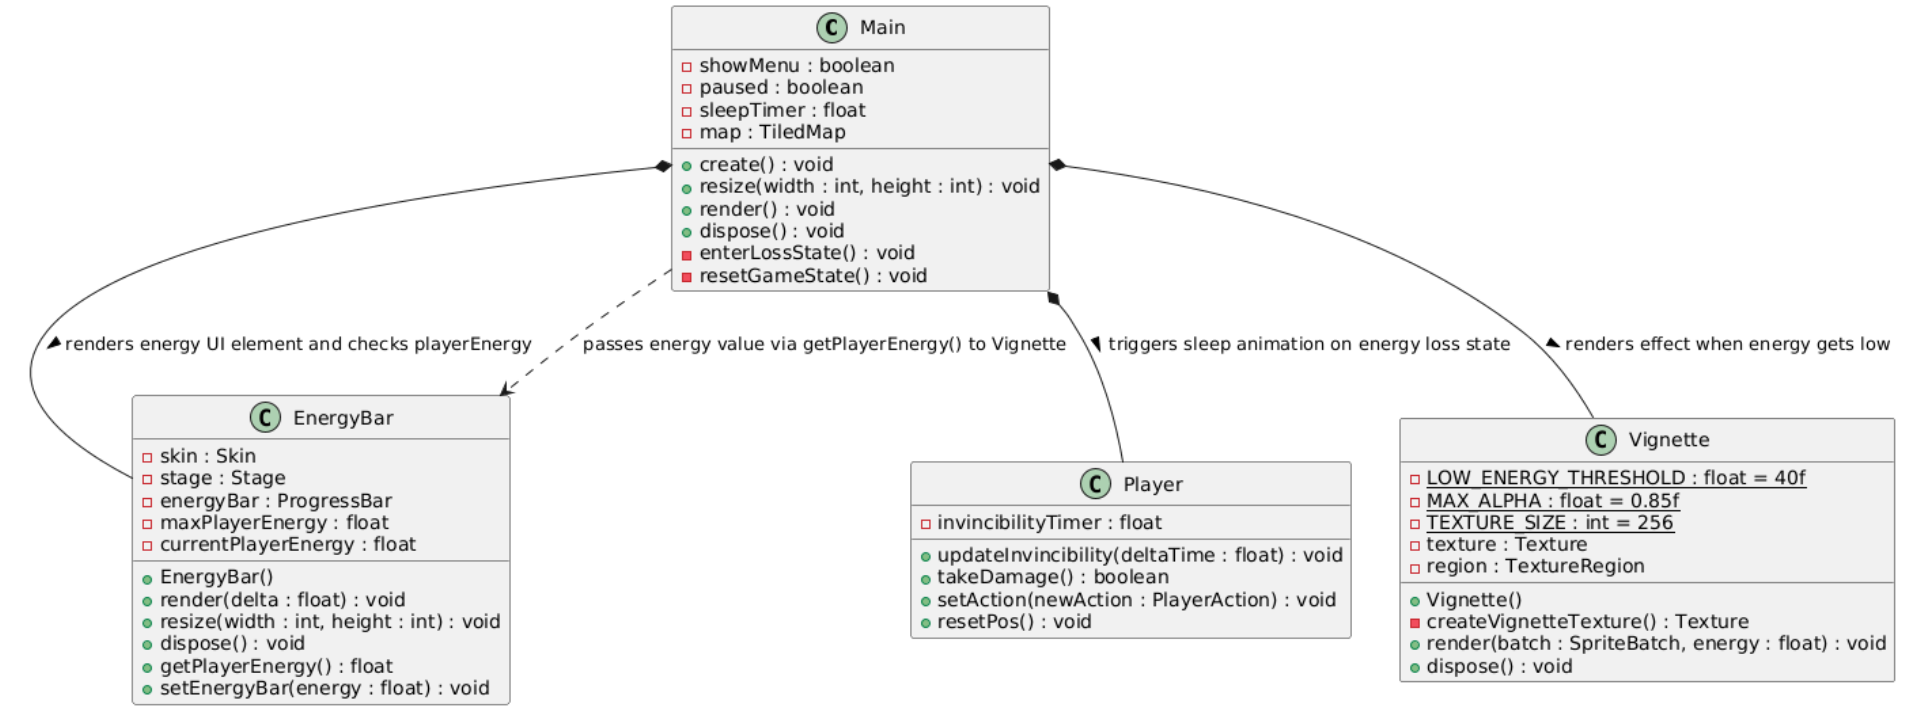 C Main
showMenu : boolean
paused : boolean
sleepTimer : float
map : TiledMap
create() : void
resize(width : int, height : int) : void
render() : void
dispose() : void
enterLossState() : void
resetGameState() : void
renders energy UI element and checks playerEnergy
passes energy value via getPlayerEnergy() to Vignette
triggers sleep animation on energy loss state
renders effect when energy gets low
C EnergyBar
skin : Skin
stage : Stage
energyBar : ProgressBar
maxPlayerEnergy : float
currentPlayerEnergy : float
EnergyBar()
render(delta : float) : void
resize(width : int, height : int) : void
dispose() : void
getPlayerEnergy() : float
setEnergyBar(energy : float) : void
C Player
invincibilityTimer : float
updateInvincibility(deltaTime : float) : void
takeDamage() : boolean
setAction(newAction : PlayerAction) : void
resetPos() : void
C Vignette
LOW_ENERGY_THRESHOLD : float = 40f
MAX_ALPHA : float = 0.85f
TEXTURE_SIZE : int = 256
texture : Texture
region : TextureRegion
Vignette()
createVignetteTexture() : Texture
render(batch : SpriteBatch, energy : float) : void
dispose() : void